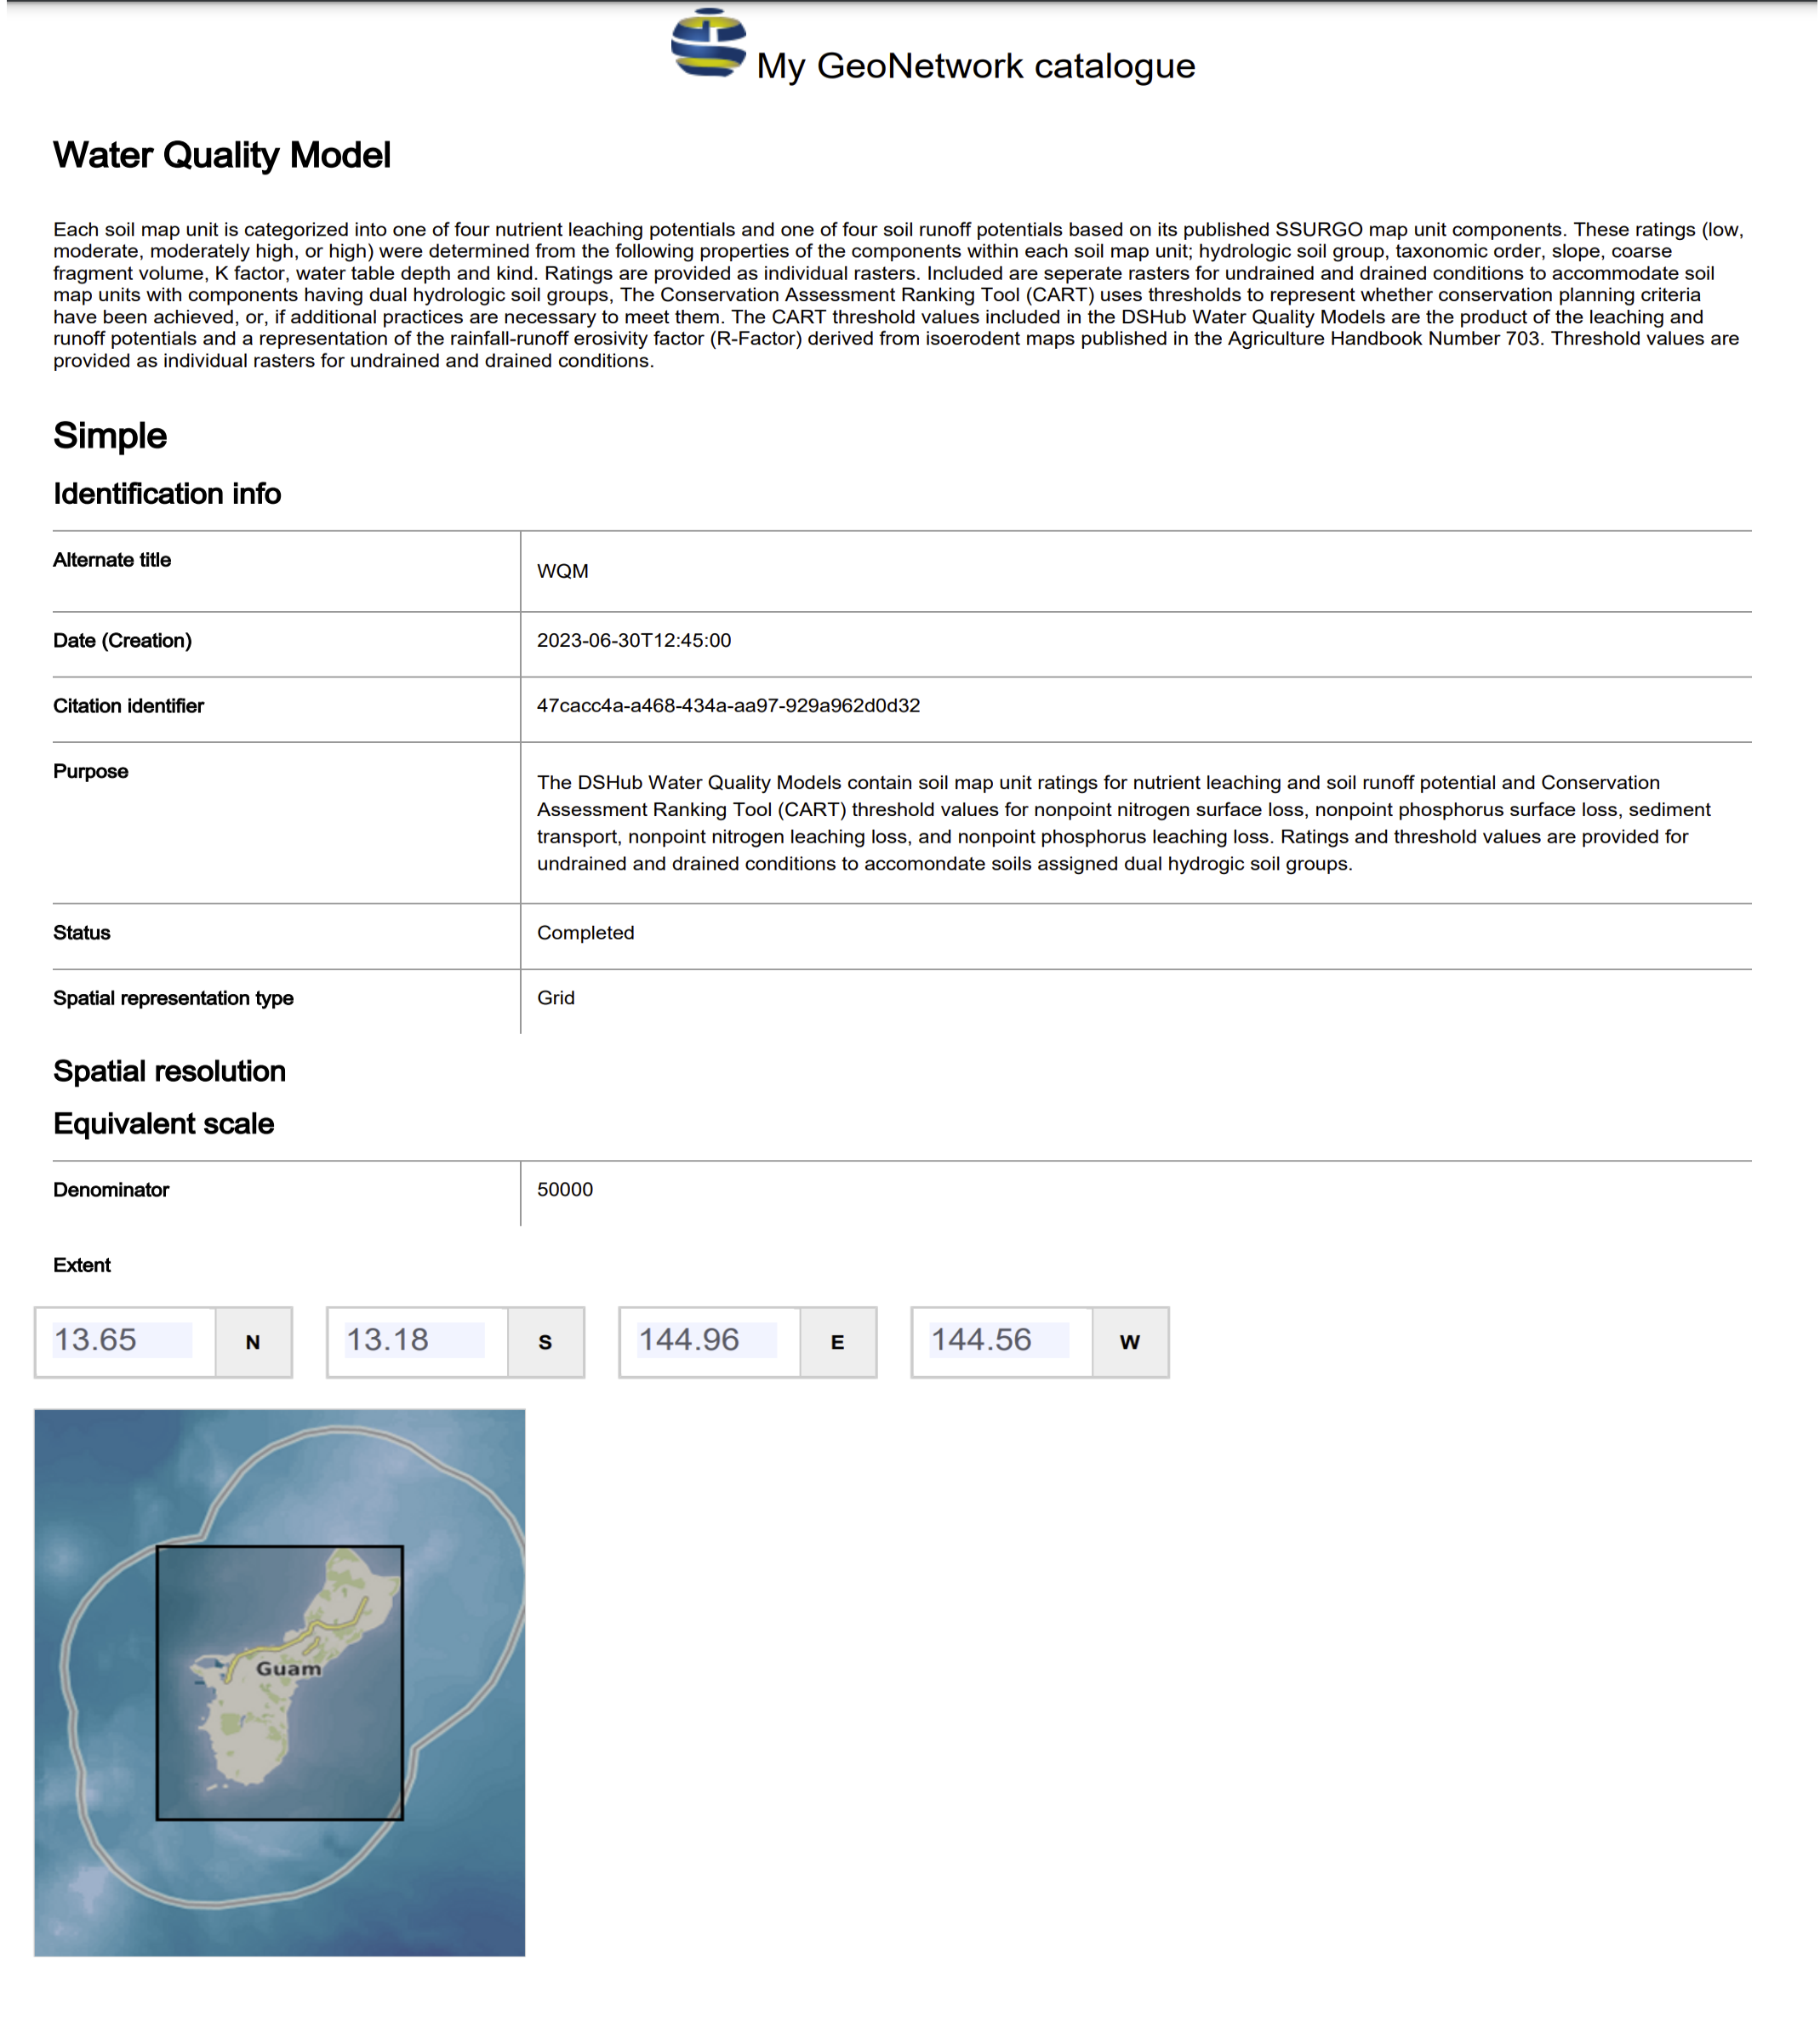 My GeoNetwork catalogue
Water Quality Model
Each soil map unit is categorized into one of four nutrient leaching potentials and one of four soil runoff potentials based on its published SSURGO map unit components. These ratings (low,
moderate, moderately high, or high) were determined from the following properties of the components within each soil map unit; hydrologic soil group, taxonomic order, slope, coarse
fragment volume, K factor, water table depth and kind. Ratings are provided as individual rasters. Included are seperate rasters for undrained and drained conditions to accommodate soil
map units with components having dual hydrologic soil groups, The Conservation Assessment Ranking Tool (CART) uses thresholds to represent whether conservation planning criteria
have been achieved, or, if additional practices are necessary to meet them. The CART threshold values included in the DSHub Water Quality Models are the product of the leaching and
runoff potentials and a representation of the rainfall-runoff erosivity factor (R-Factor) derived from isoerodent maps published in the Agriculture Handbook Number 703. Threshold values are
provided as individual rasters for undrained and drained conditions.
Simple
Identification info
Alternate title
WQM
Date (Creation)
2023-06-30T12:45:00
Citation identifier
47cacc4a-a468-434a-aa97-929a962d0d32
Purpose
The DSHub Water Quality Models contain soil map unit ratings for nutrient leaching and soil runoff potential and Conservation
Assessment Ranking Tool (CART) threshold values for nonpoint nitrogen surface loss, nonpoint phosphorus surface loss, sediment
transport, nonpoint nitrogen leaching loss, and nonpoint phosphorus leaching loss. Ratings and threshold values are provided for
undrained and drained conditions to accomondate soils assigned dual hydrogic soil groups.
Status
Completed
Spatial representation type
Grid
Spatial resolution
Equivalent scale
Denominator
50000
Extent
13.65 N 13.18 S 144.96 E 144.56 W
Guam